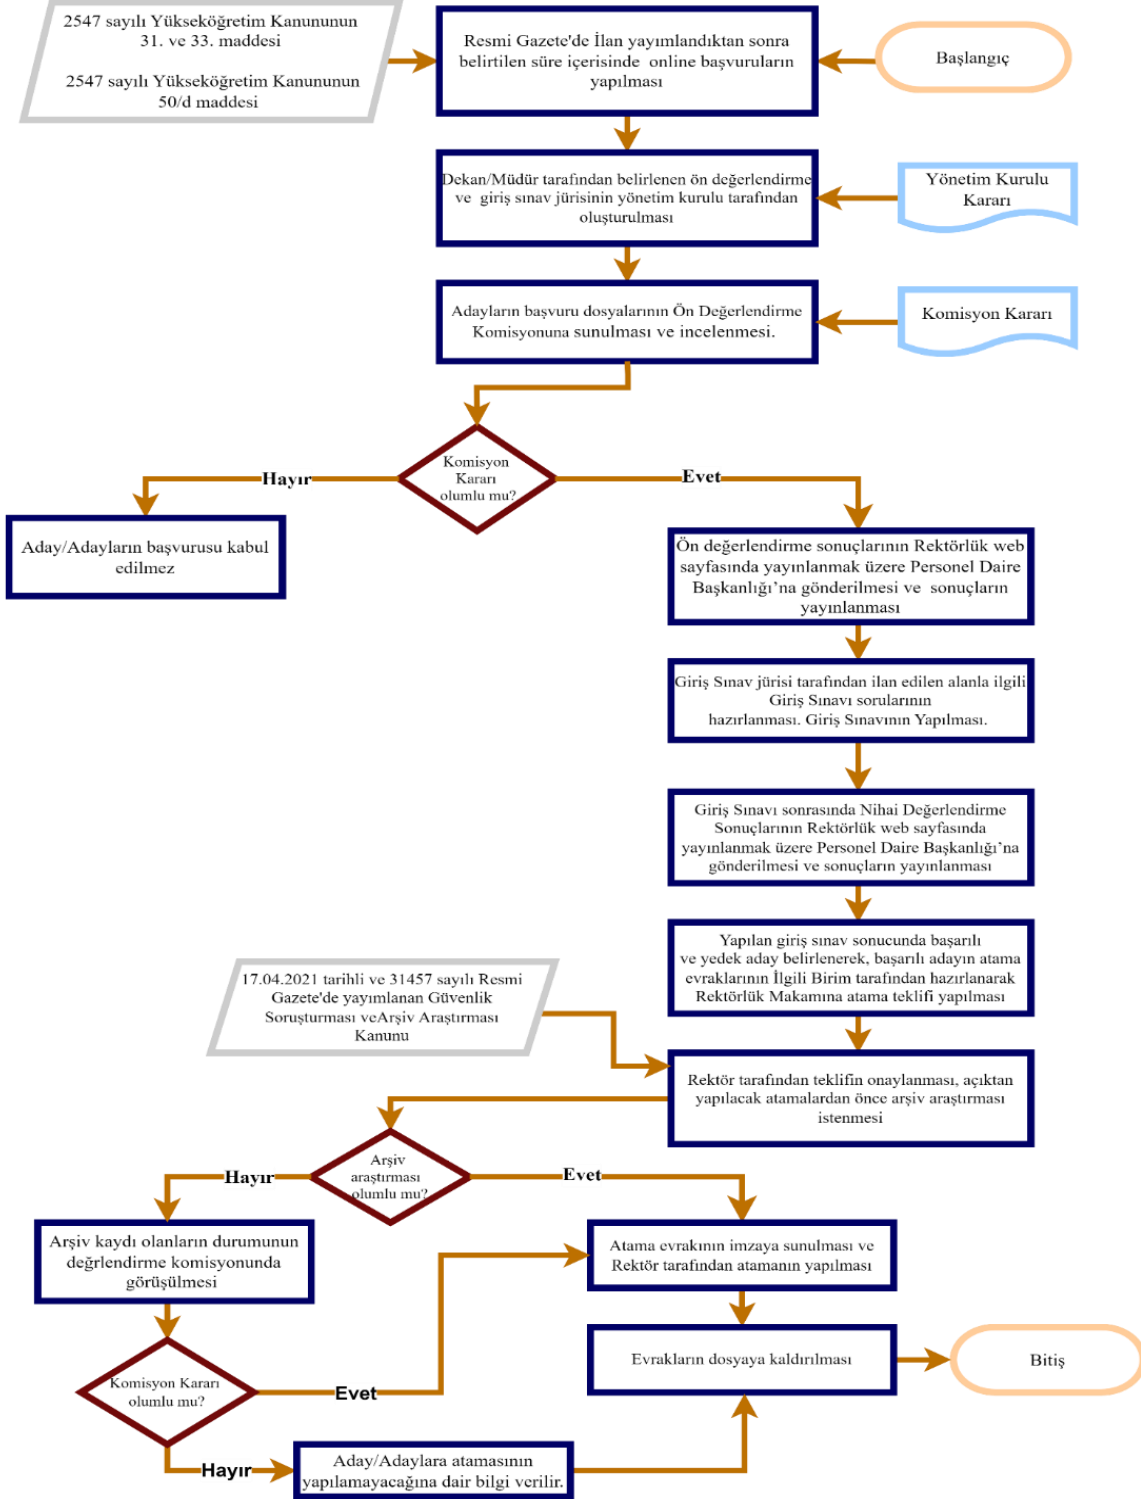 2547 sayılı Yükseköğretim Kanununun
31. ve 33. maddesi
2547 sayılı Yükseköğretim Kanununun
50/d maddesi
Resmi Gazete'de İlan yayımlandıktan sonra
belirtilen süre içerisinde online başvuruların
yapılması
Başlangıç
Dekan/Müdür tarafından belirlenen ön değerlendirme
ve giriş sınav jürisinin yönetim kurulu tarafından
oluşturulması
Yönetim Kurulu
Kararı
Adayların başvuru dosyalarının Ön Değerlendirme
Komisyonuna sunulması ve incelenmesi.
Komisyon Kararı
Komisyon
Kararı
olumlu mu?
Hayır
Evet
Aday/Adayların başvurusu kabul
edilmez
Ön değerlendirme sonuçlarının Rektörlük web
sayfasında yayınlanmak üzere Personel Daire
Başkanlığı’na gönderilmesi ve sonuçların
yayınlanması
Giriş Sınav jürisi tarafından ilan edilen alanla ilgili
Giriş Sınavı sorularının
hazırlanması. Giriş Sınavının Yapılması.
Giriş Sınavı sonrasında Nihai Değerlendirme
Sonuçlarının Rektörlük web sayfasında
yayınlanmak üzere Personel Daire Başkanlığı’na
gönderilmesi ve sonuçların yayınlanması
Yapılan giriş sınav sonucunda başarılı
ve yedek aday belirlenerek, başarılı adayın atama
evraklarının İlgili Birim tarafından hazırlanarak
Rektörlük Makamına atama teklifi yapılması
17.04.2021 tarihli ve 31457 sayılı Resmi
Gazete'de yayımlanan Güvenlik
Soruşturması veArşiv Araştırması
Kanunu
Rektör tarafından teklifin onaylanması, açıktan
yapılacak atamalardan önce arşiv araştırması
istenmesi
Arşiv
araştırması
olumlu mu?
Hayır
Evet
Arşiv kaydı olanların durumunun
değrlendirme komisyonunda
görüşülmesi
Atama evrakının imzaya sunulması ve
Rektör tarafından atamanın yapılması
Evrakların dosyaya kaldırılması
Bitiş
Komisyon Kararı
olumlu mu?
Evet
Hayır
Aday/Adaylara atamasının
yapılamayacağına dair bilgi verilir.